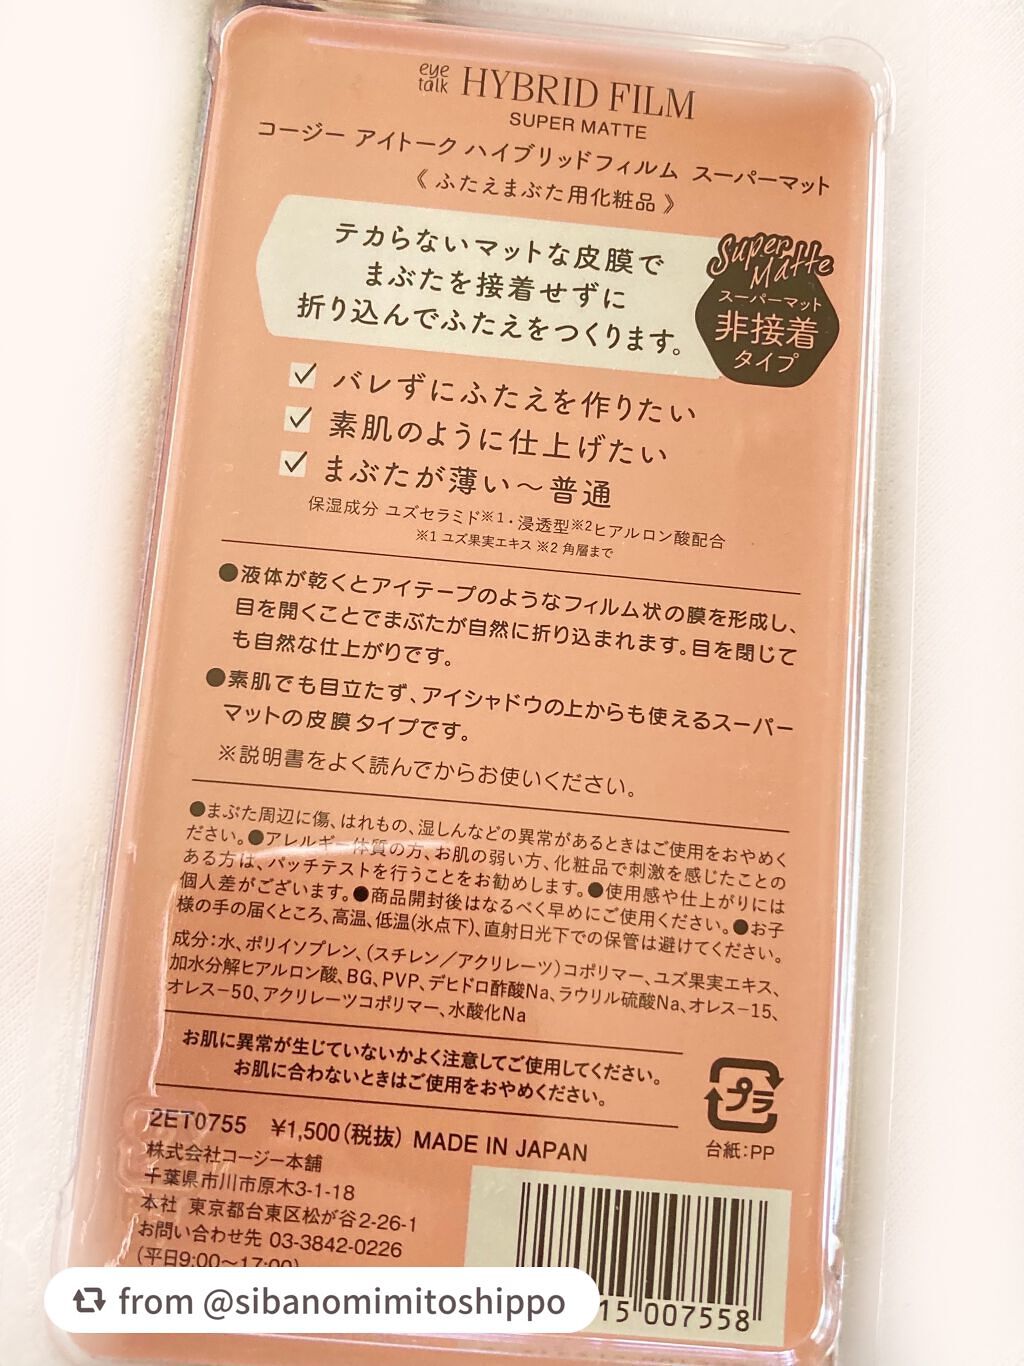 eye talk HYBRID FILM
SUPER MATTE
コージー アイトーク ハイブリッドフィルム スーパーマット
《 ふたえまぶた用化粧品 》
テカらないマットな皮膜で
まぶたを接着せずに
折り込んでふたえをつくります。
Super Matte
スーパーマット
非接着
タイプ
バレずにふたえを作りたい
素肌のように仕上げたい
まぶたが薄い〜普通
保湿成分 ユズセラミド※1・浸透型※2ヒアルロン酸配合
※1 ユズ果実エキス ※2 角層まで
●液体が乾くとアイテープのようなフィルム状の膜を形成し、
目を開くことでまぶたが自然に折り込まれます。目を閉じて
も自然な仕上がりです。
●素肌でも目立たず、アイシャドウの上からも使えるスーパー
マットの皮膜タイプです。
※説明書をよく読んでからお使いください。
●まぶた周辺に傷、はれもの、湿しんなどの異常があるときはご使用をおやめく
ださい。●アレルギー体質の方、お肌の弱い方、化粧品で刺激を感じたことの
ある方は、パッチテストを行うことをお勧めします。●使用感や仕上がりには
個人差がございます。●商品開封後はなるべく早めにご使用ください。●お子
様の手の届くところ、高温、低温(氷点下)、直射日光下での保管は避けてください。
成分:水、ポリイソプレン、(スチレン/アクリレーツ)コポリマー、ユズ果実エキス、
加水分解ヒアルロン酸、BG、PVP、デヒドロ酢酸Na、ラウリル硫酸Na、オレス-15、
オレス-50、アクリレーツコポリマー、水酸化Na
お肌に異常が生じていないかよく注意してご使用してください。
お肌に合わないときはご使用をおやめください。
プラ
台紙:PP
2ET0755 ¥1,500(税抜) MADE IN JAPAN
株式会社コージー本舗
千葉県市川市原木3-1-18
本社 東京都台東区松が谷2-26-1
お問い合わせ先 03-3842-0226
(平日9:00〜17:00)
15 007558
from @sibanomimitoshippo